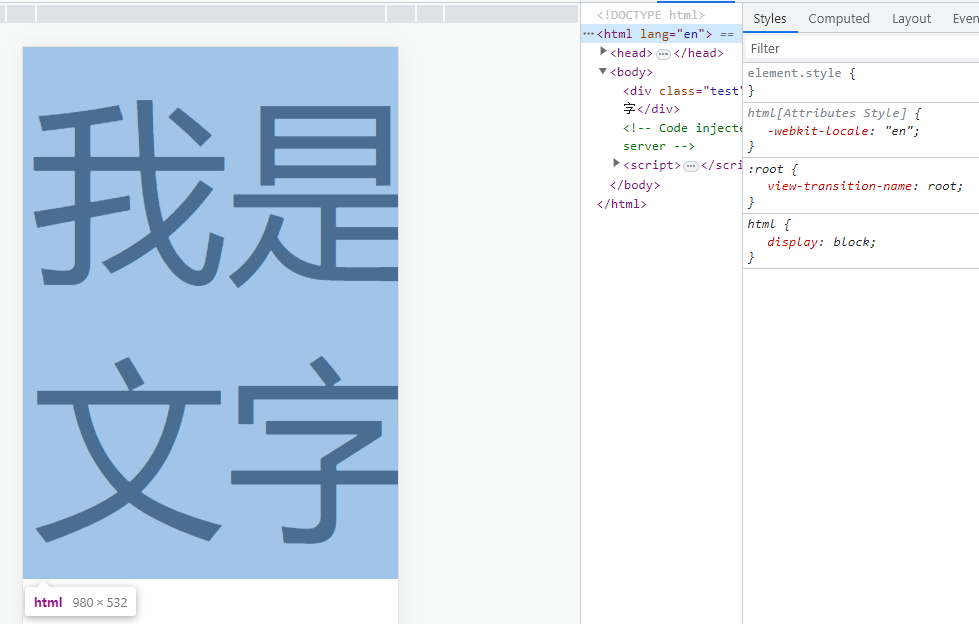 我是
文字
html 980 × 532
<!DOCTYPE html>
<html lang="en"> ==
<head> </head>
<body>
<div class="test"
字</div>
<!-- Code injecte
server -->
<script> </scri
</body>
</html>
Styles Computed Layout Even
Filter
element.style {
}
html[Attributes Style] {
-webkit-locale: "en";
}
:root {
view-transition-name: root;
}
html {
display: block;
}